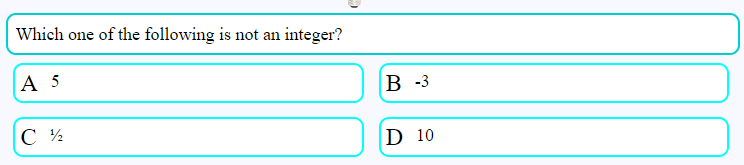 Which one of the following is not an integer?
A 5
B -3
C ½
D 10